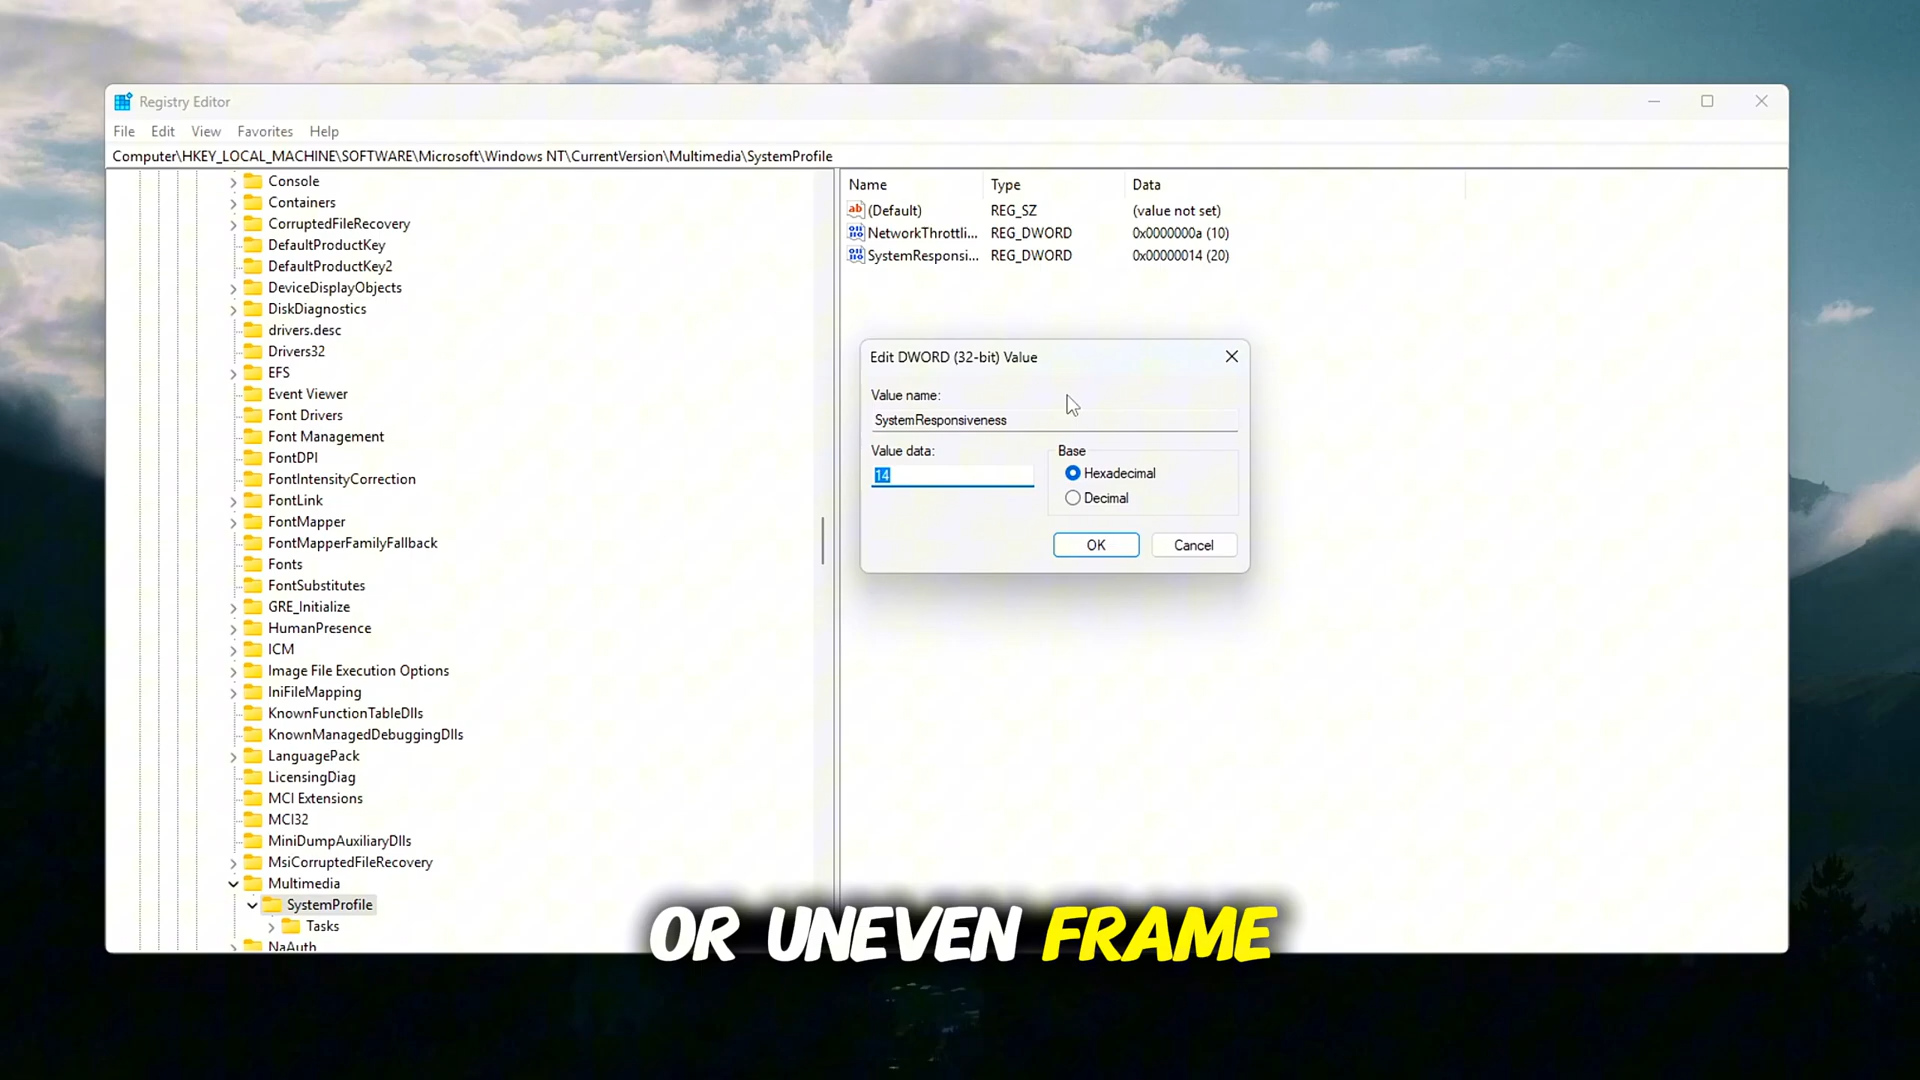 Registry Editor
File Edit View Favorites Help
Computer\HKEY_LOCAL_MACHINE\SOFTWARE\Microsoft\Windows NT\CurrentVersion\Multimedia\SystemProfile
Console
Containers
CorruptedFileRecovery
DefaultProductKey
DefaultProductKey2
DeviceDisplayObjects
DiskDiagnostics
drivers.desc
Drivers32
EFS
Event Viewer
Font Drivers
Font Management
FontDPI
FontIntensityCorrection
FontLink
FontMapper
FontMapperFamilyFallback
Fonts
FontSubstitutes
GRE_Initialize
HumanPresence
ICM
Image File Execution Options
IniFileMapping
KnownFunctionTableDlls
KnownManagedDebuggingDlls
LanguagePack
LicensingDiag
MCI Extensions
MCI32
MiniDumpAuxiliaryDlls
MsiCorruptedFileRecovery
Multimedia
SystemProfile
Tasks
NaAuth
Name Type Data
ab (Default) REG_SZ (value not set)
NetworkThrottli... REG_DWORD 0x0000000a (10)
SystemResponsi... REG_DWORD 0x00000014 (20)
Edit DWORD (32-bit) Value
Value name:
SystemResponsiveness
Value data:
14
Base
Hexadecimal
Decimal
OK Cancel
OR UNEVEN FRAME